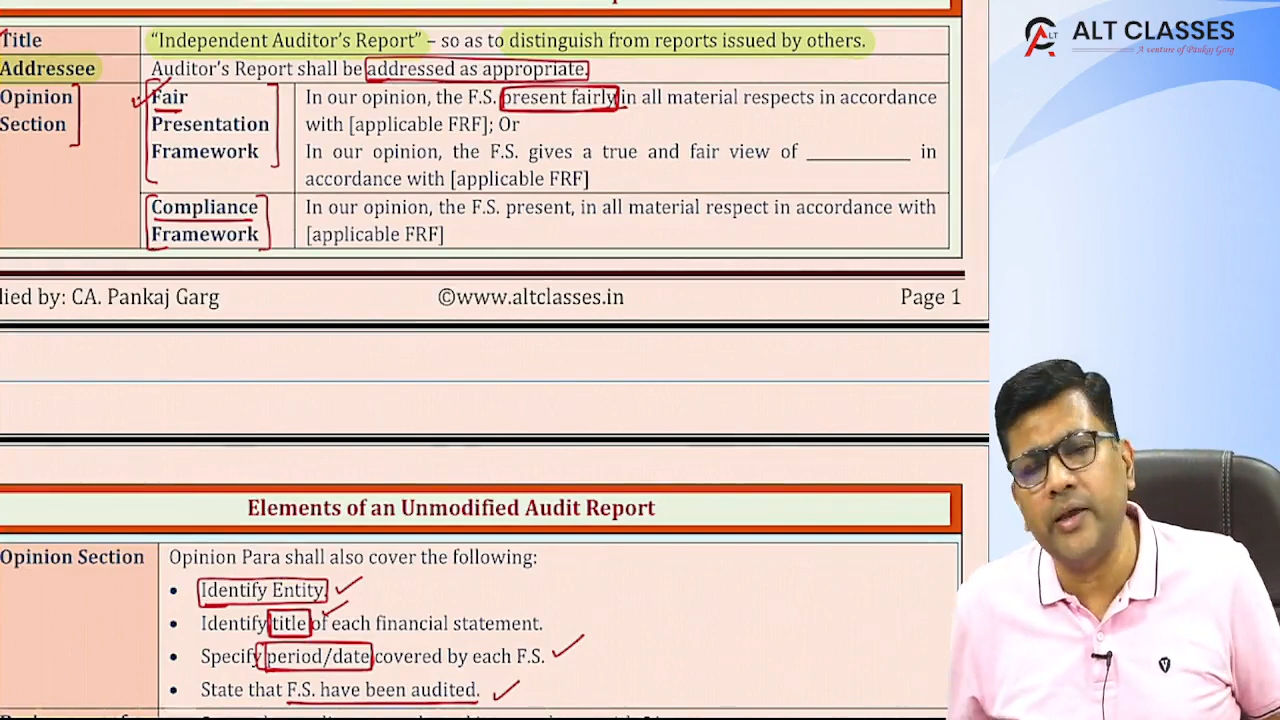 ALT CLASSES
ALT
A venture of Pankaj Garg
Title
"Independent Auditor's Report" – so as to distinguish from reports issued by others.
Addressee
Auditor's Report shall be addressed as appropriate.
Opinion
Section
Fair
Presentation
Framework
In our opinion, the F.S. present fairly in all material respects in accordance
with [applicable FRF]; Or
In our opinion, the F.S. gives a true and fair view of __________ in
accordance with [applicable FRF]
Compliance
Framework
In our opinion, the F.S. present, in all material respect in accordance with
[applicable FRF]
lied by: CA. Pankaj Garg
©www.altclasses.in
Page 1
Elements of an Unmodified Audit Report
Opinion Section
Opinion Para shall also cover the following:
• Identify Entity.
• Identify title of each financial statement.
• Specify period/date covered by each F.S.
• State that F.S. have been audited.